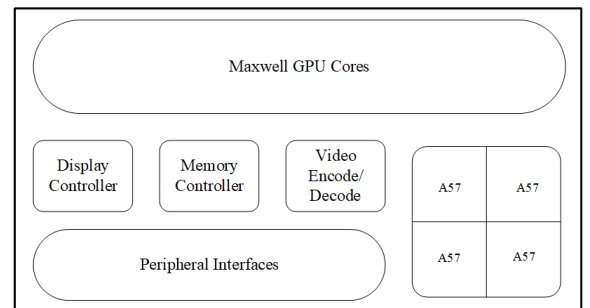 Maxwell GPU Cores
Display
Controller
Memory
Controller
Video
Encode/
Decode
A57
A57
A57
A57
Peripheral Interfaces